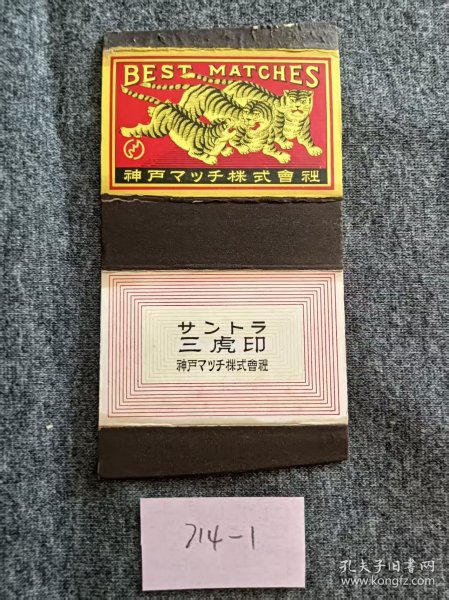 BEST MATCHES
神戸マッチ株式會社
サントラ
三虎印
神戸マッチ株式會社
714-1
孔夫子旧书网
www.kongfz.com